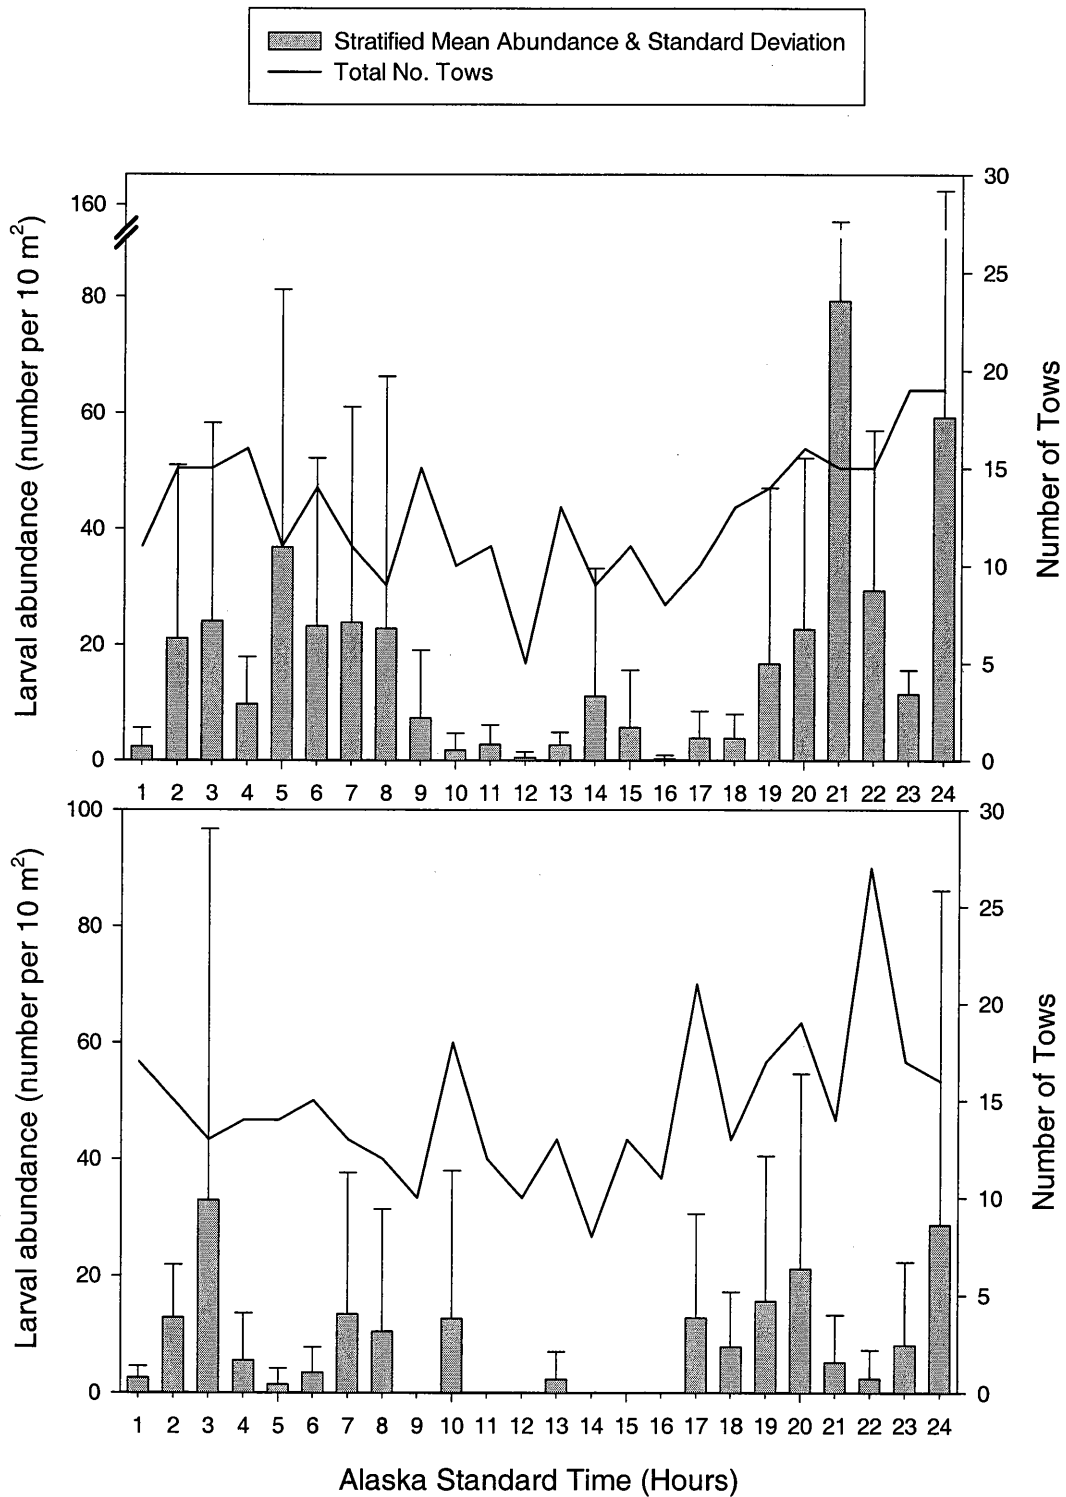 Stratified Mean Abundance & Standard Deviation
Total No. Tows
Larval abundance (number per 10 m²)
160
80
60
40
20
0
30
25
20
15
10
5
0
Number of Tows
1 2 3 4 5 6 7 8 9 10 11 12 13 14 15 16 17 18 19 20 21 22 23 24
Larval abundance (number per 10 m²)
100
80
60
40
20
0
30
25
20
15
10
5
0
Number of Tows
1 2 3 4 5 6 7 8 9 10 11 12 13 14 15 16 17 18 19 20 21 22 23 24
Alaska Standard Time (Hours)